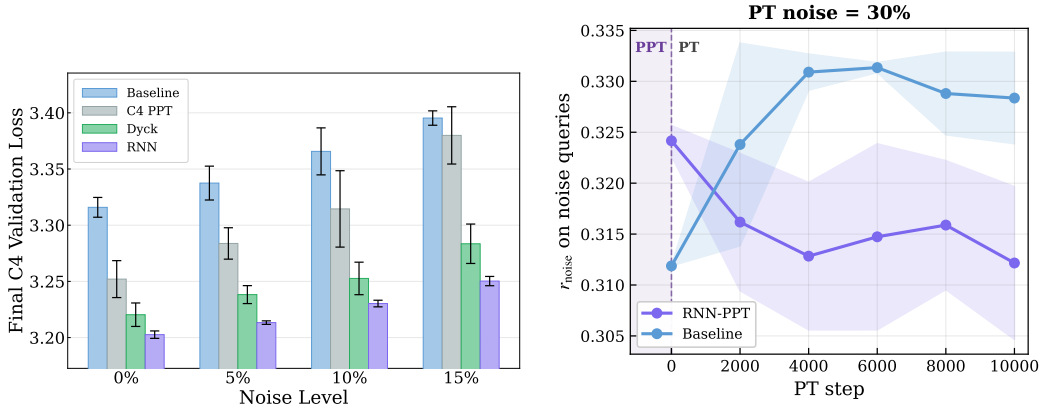 Final C4 Validation Loss
3.40
3.35
3.30
3.25
3.20
Baseline
C4 PPT
Dyck
RNN
0%
5%
10%
15%
Noise Level
PT noise = 30%
r_noise on noise queries
0.335
0.330
0.325
0.320
0.315
0.310
0.305
PPT
PT
RNN-PPT
Baseline
0
2000
4000
6000
8000
10000
PT step